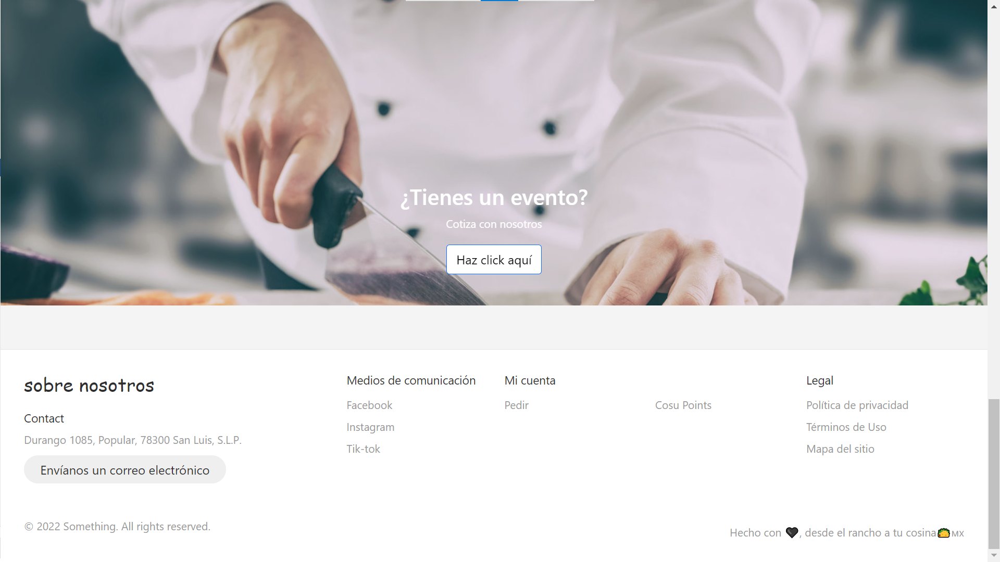 ¿Tienes un evento?
Cotiza con nosotros
Haz click aquí
sobre nosotros
Contact
Durango 1085, Popular, 78300 San Luis, S.L.P.
Envíanos un correo electrónico
Medios de comunicación
Facebook
Instagram
Tik-tok
Mi cuenta
Pedir
Cosu Points
Legal
Política de privacidad
Términos de Uso
Mapa del sitio
© 2022 Something. All rights reserved.
Hecho con 🖤, desde el rancho a tu cosina🌮MX